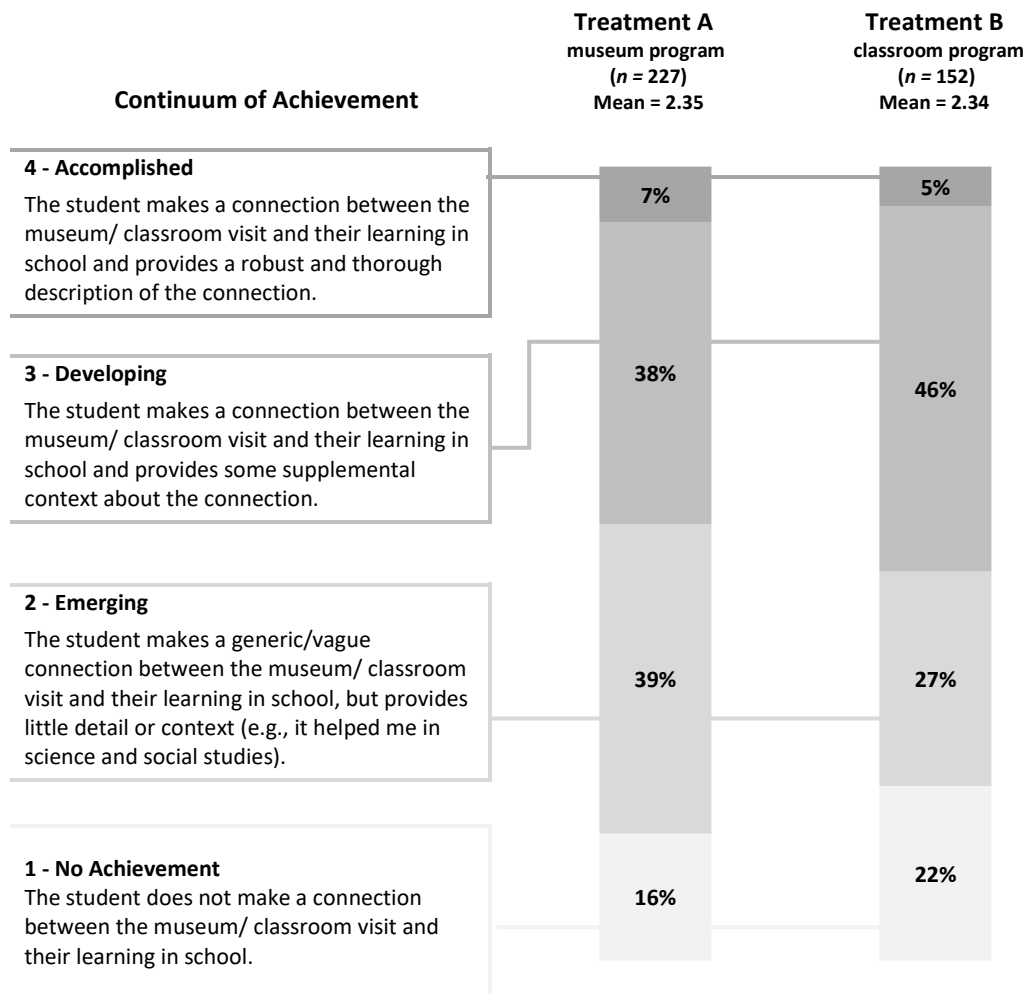 Treatment A
museum program
(n = 227)
Mean = 2.35
Treatment B
classroom program
(n = 152)
Mean = 2.34
Continuum of Achievement
4 - Accomplished
The student makes a connection between the
museum/ classroom visit and their learning in
school and provides a robust and thorough
description of the connection.
7%
5%
3 - Developing
The student makes a connection between the
museum/ classroom visit and their learning in
school and provides some supplemental
context about the connection.
38%
46%
2 - Emerging
The student makes a generic/vague
connection between the museum/ classroom
visit and their learning in school, but provides
little detail or context (e.g., it helped me in
science and social studies).
39%
27%
1 - No Achievement
The student does not make a connection
between the museum/ classroom visit and
their learning in school.
16%
22%